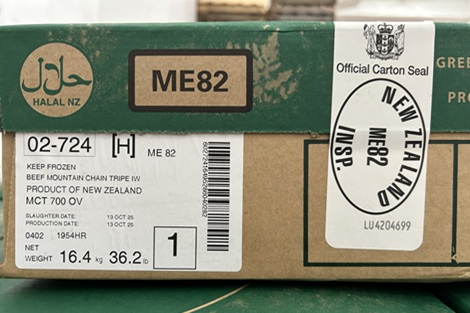 حلال
HALAL NZ
ME82
Official Carton Seal
NEW ZEALAND
ME82
INSP.
LU4204699
GREE
PRO
02-724 [H] ME 82
KEEP FROZEN
BEEF MOUNTAIN CHAIN TRIPE IW
PRODUCT OF NEW ZEALAND
MCT 700 OV
SLAUGHTER DATE: 13 OCT 25
PRODUCTION DATE: 13 OCT 25
0402 1954HR
NET
WEIGHT 16.4 kg 36.2 lb
1